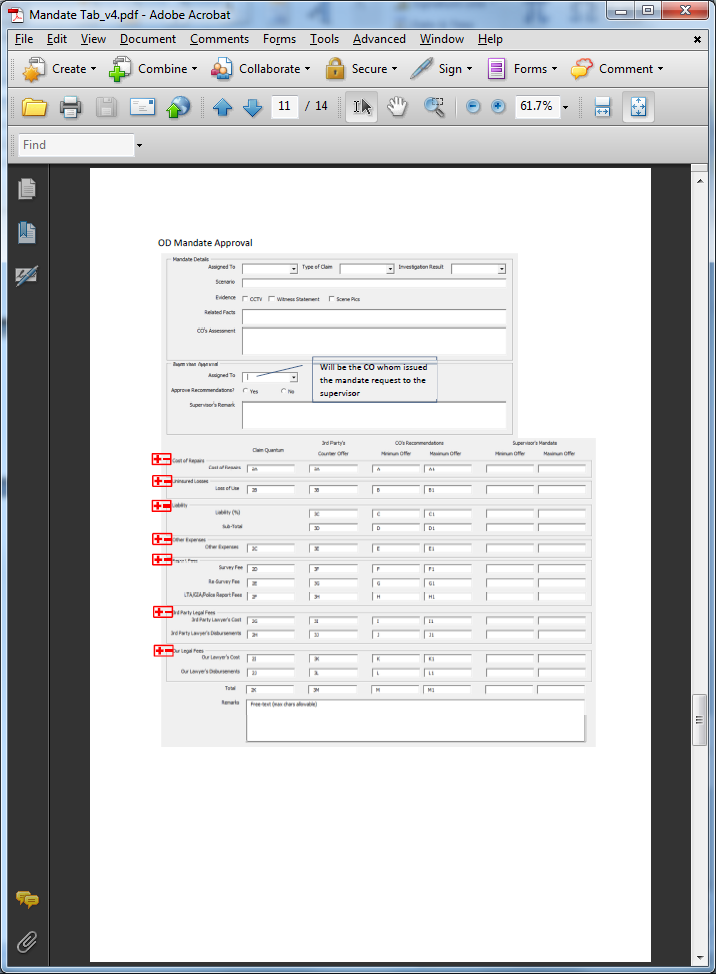 Mandate Tab_v4.pdf - Adobe Acrobat
File Edit View Document Comments Forms Tools Advanced Window Help
Create Combine Collaborate Secure Sign Forms Comment
11 / 14 61.7%
Find
OD Mandate Approval
Mandate Details
Assigned To Type of Claim Investigation Result
Scenario
Evidence CCTV Witness Statement Scene Pics
Related Facts
CO's Assessment
Supervisor Approval
Assigned To
Will be the CO whom issued
the mandate request to the
supervisor
Approve Recommendations? Yes No
Supervisor's Remark
3rd Party's CO's Recommendations Supervisor's Mandate
Claim Quantum Counter Offer Minimum Offer Maximum Offer Minimum Offer Maximum Offer
Cost of Repairs
Cost of Repairs 2A 3A A A1
Uninsured Losses
Loss of Use 2B 3B B B1
Liability
Liability (%) 3C C C1
Sub-Total 3D D D1
Other Expenses
Other Expenses 2C 3E E E1
Survey Fee 2D 3F F F1
Re-Survey Fee 2E 3G G G1
LTA/GIA/Police Report Fees 2F 3H H H1
3rd Party Legal Fees
3rd Party Lawyer's Cost 2G 3I I I1
3rd Party Lawyer's Disbursements 2H 3J J J1
Our Legal Fees
Our Lawyer's Cost 2I 3K K K1
Our Lawyer's Disbursements 2J 3L L L1
Total 2K 3M M M1
Remarks Free-text (max chars allowable)